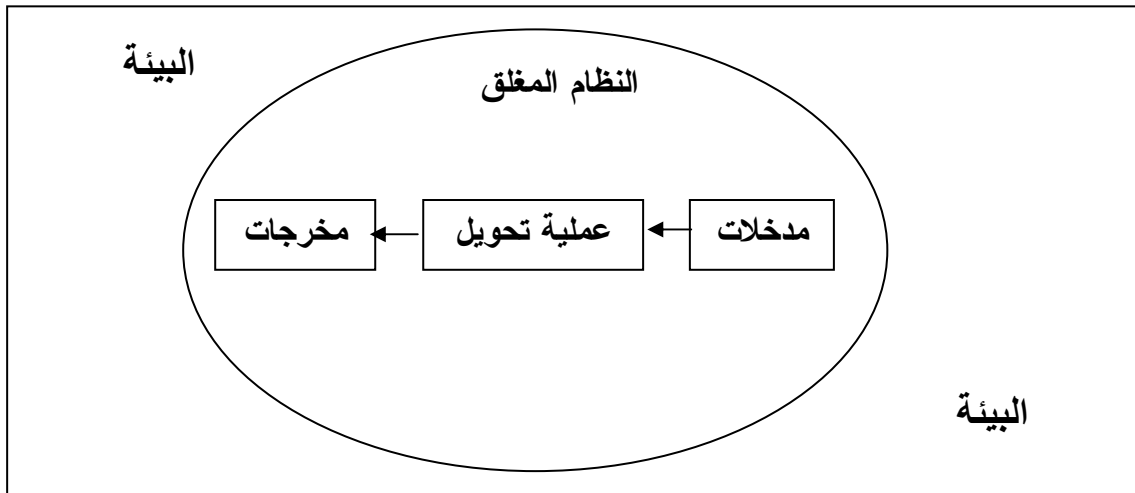 البيئة
النظام المغلق
مدخلات
عملية تحويل
مخرجات
البيئة